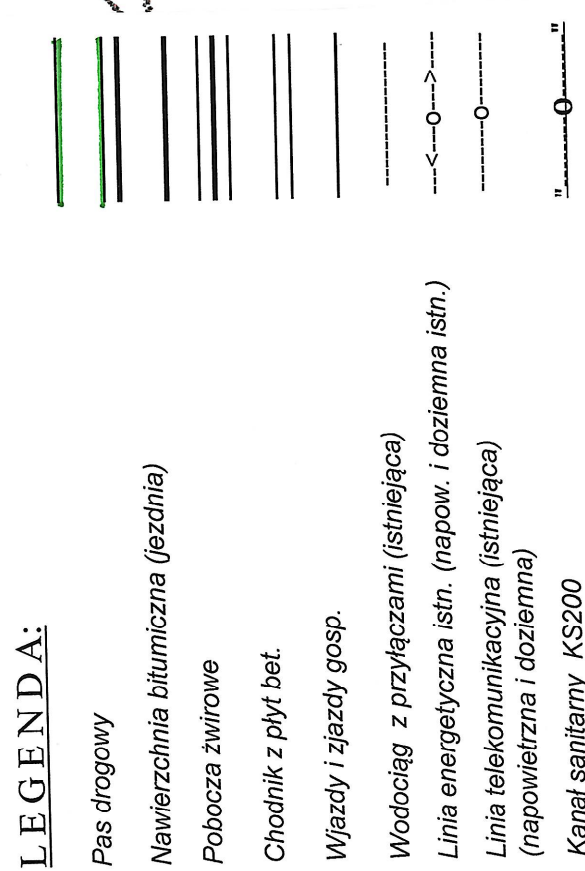 LEGENDA:
Pas drogowy
Nawierzchnia bitumiczna (jezdnia)
Pobocza żwirowe
Chodnik z płyt bet.
Wjazdy i zjazdy gosp.
Wodociąg z przyłączami (istniejąca)
Linia energetyczna istn. (napow. i doziemna istn.)
Linia telekomunikacyjna (istniejąca)
(napowietrzna i doziemna)
Kanał sanitarny KS200